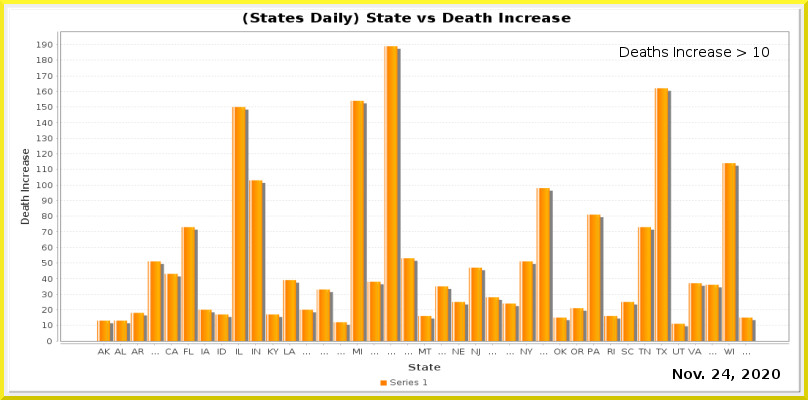 (States Daily) State vs Death Increase
Deaths Increase > 10
190
180
170
160
150
140
130
120
110
100
90
80
70
60
50
40
30
20
10
0
Death Increase
AK AL AR ... CA FL IA ID IL IN KY LA ... ... ... MI ... ... ... MT ... NE NJ ... ... NY ... OK OR PA RI SC TN TX UT VA ... WI ...
State
Series 1
Nov. 24, 2020